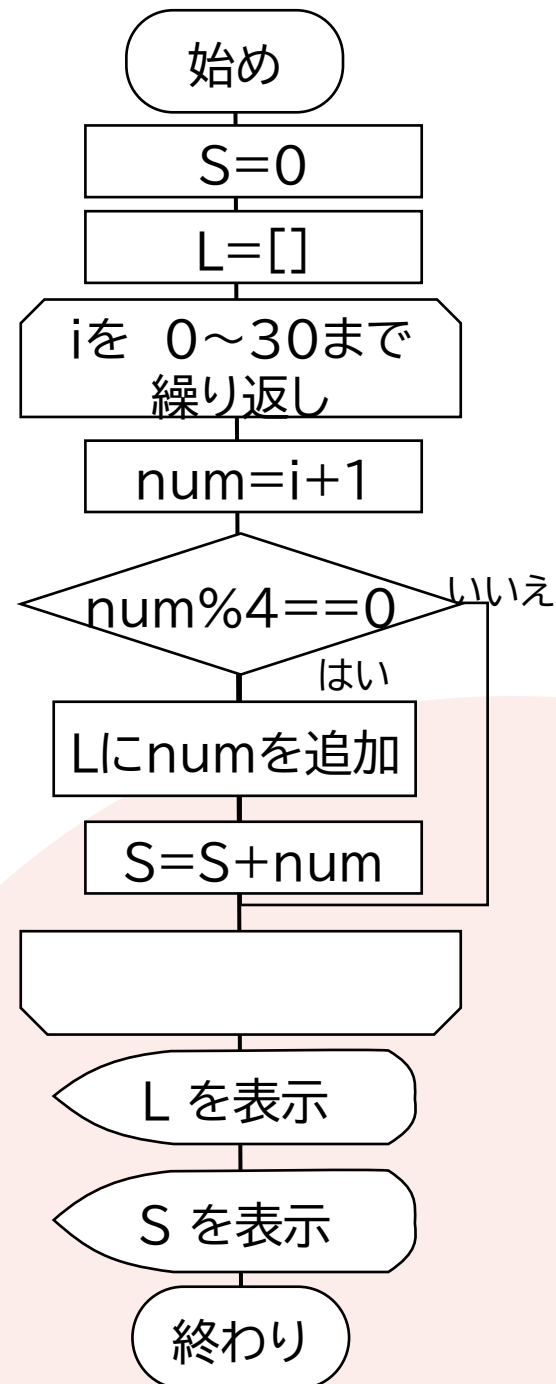 始め
S=0
L=[]
iを　0～30まで
繰り返し
num=i+1
num%4==0
いいえ
はい
Lにnumを追加
S=S+num
L を表示
S を表示
終わり